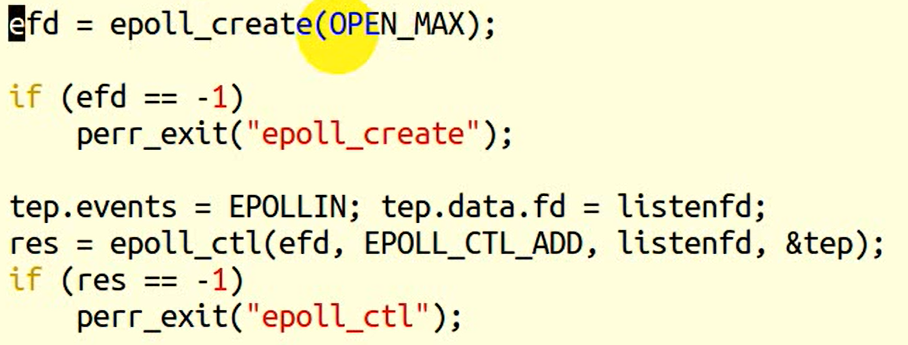 efd = epoll_create(OPEN_MAX);
if (efd == -1)
perr_exit("epoll_create");
tep.events = EPOLLIN; tep.data.fd = listenfd;
res = epoll_ctl(efd, EPOLL_CTL_ADD, listenfd, &tep);
if (res == -1)
perr_exit("epoll_ctl");